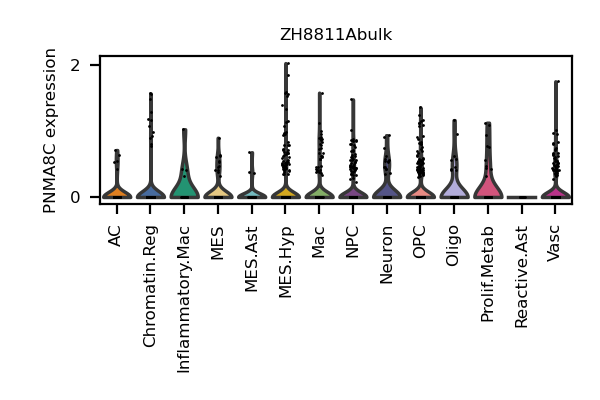 ZH8811Abulk
PNMA8C expression
2
0
AC
Chromatin.Reg
Inflammatory.Mac
MES
MES.Ast
MES.Hyp
Mac
NPC
Neuron
OPC
Oligo
Prolif.Metab
Reactive.Ast
Vasc